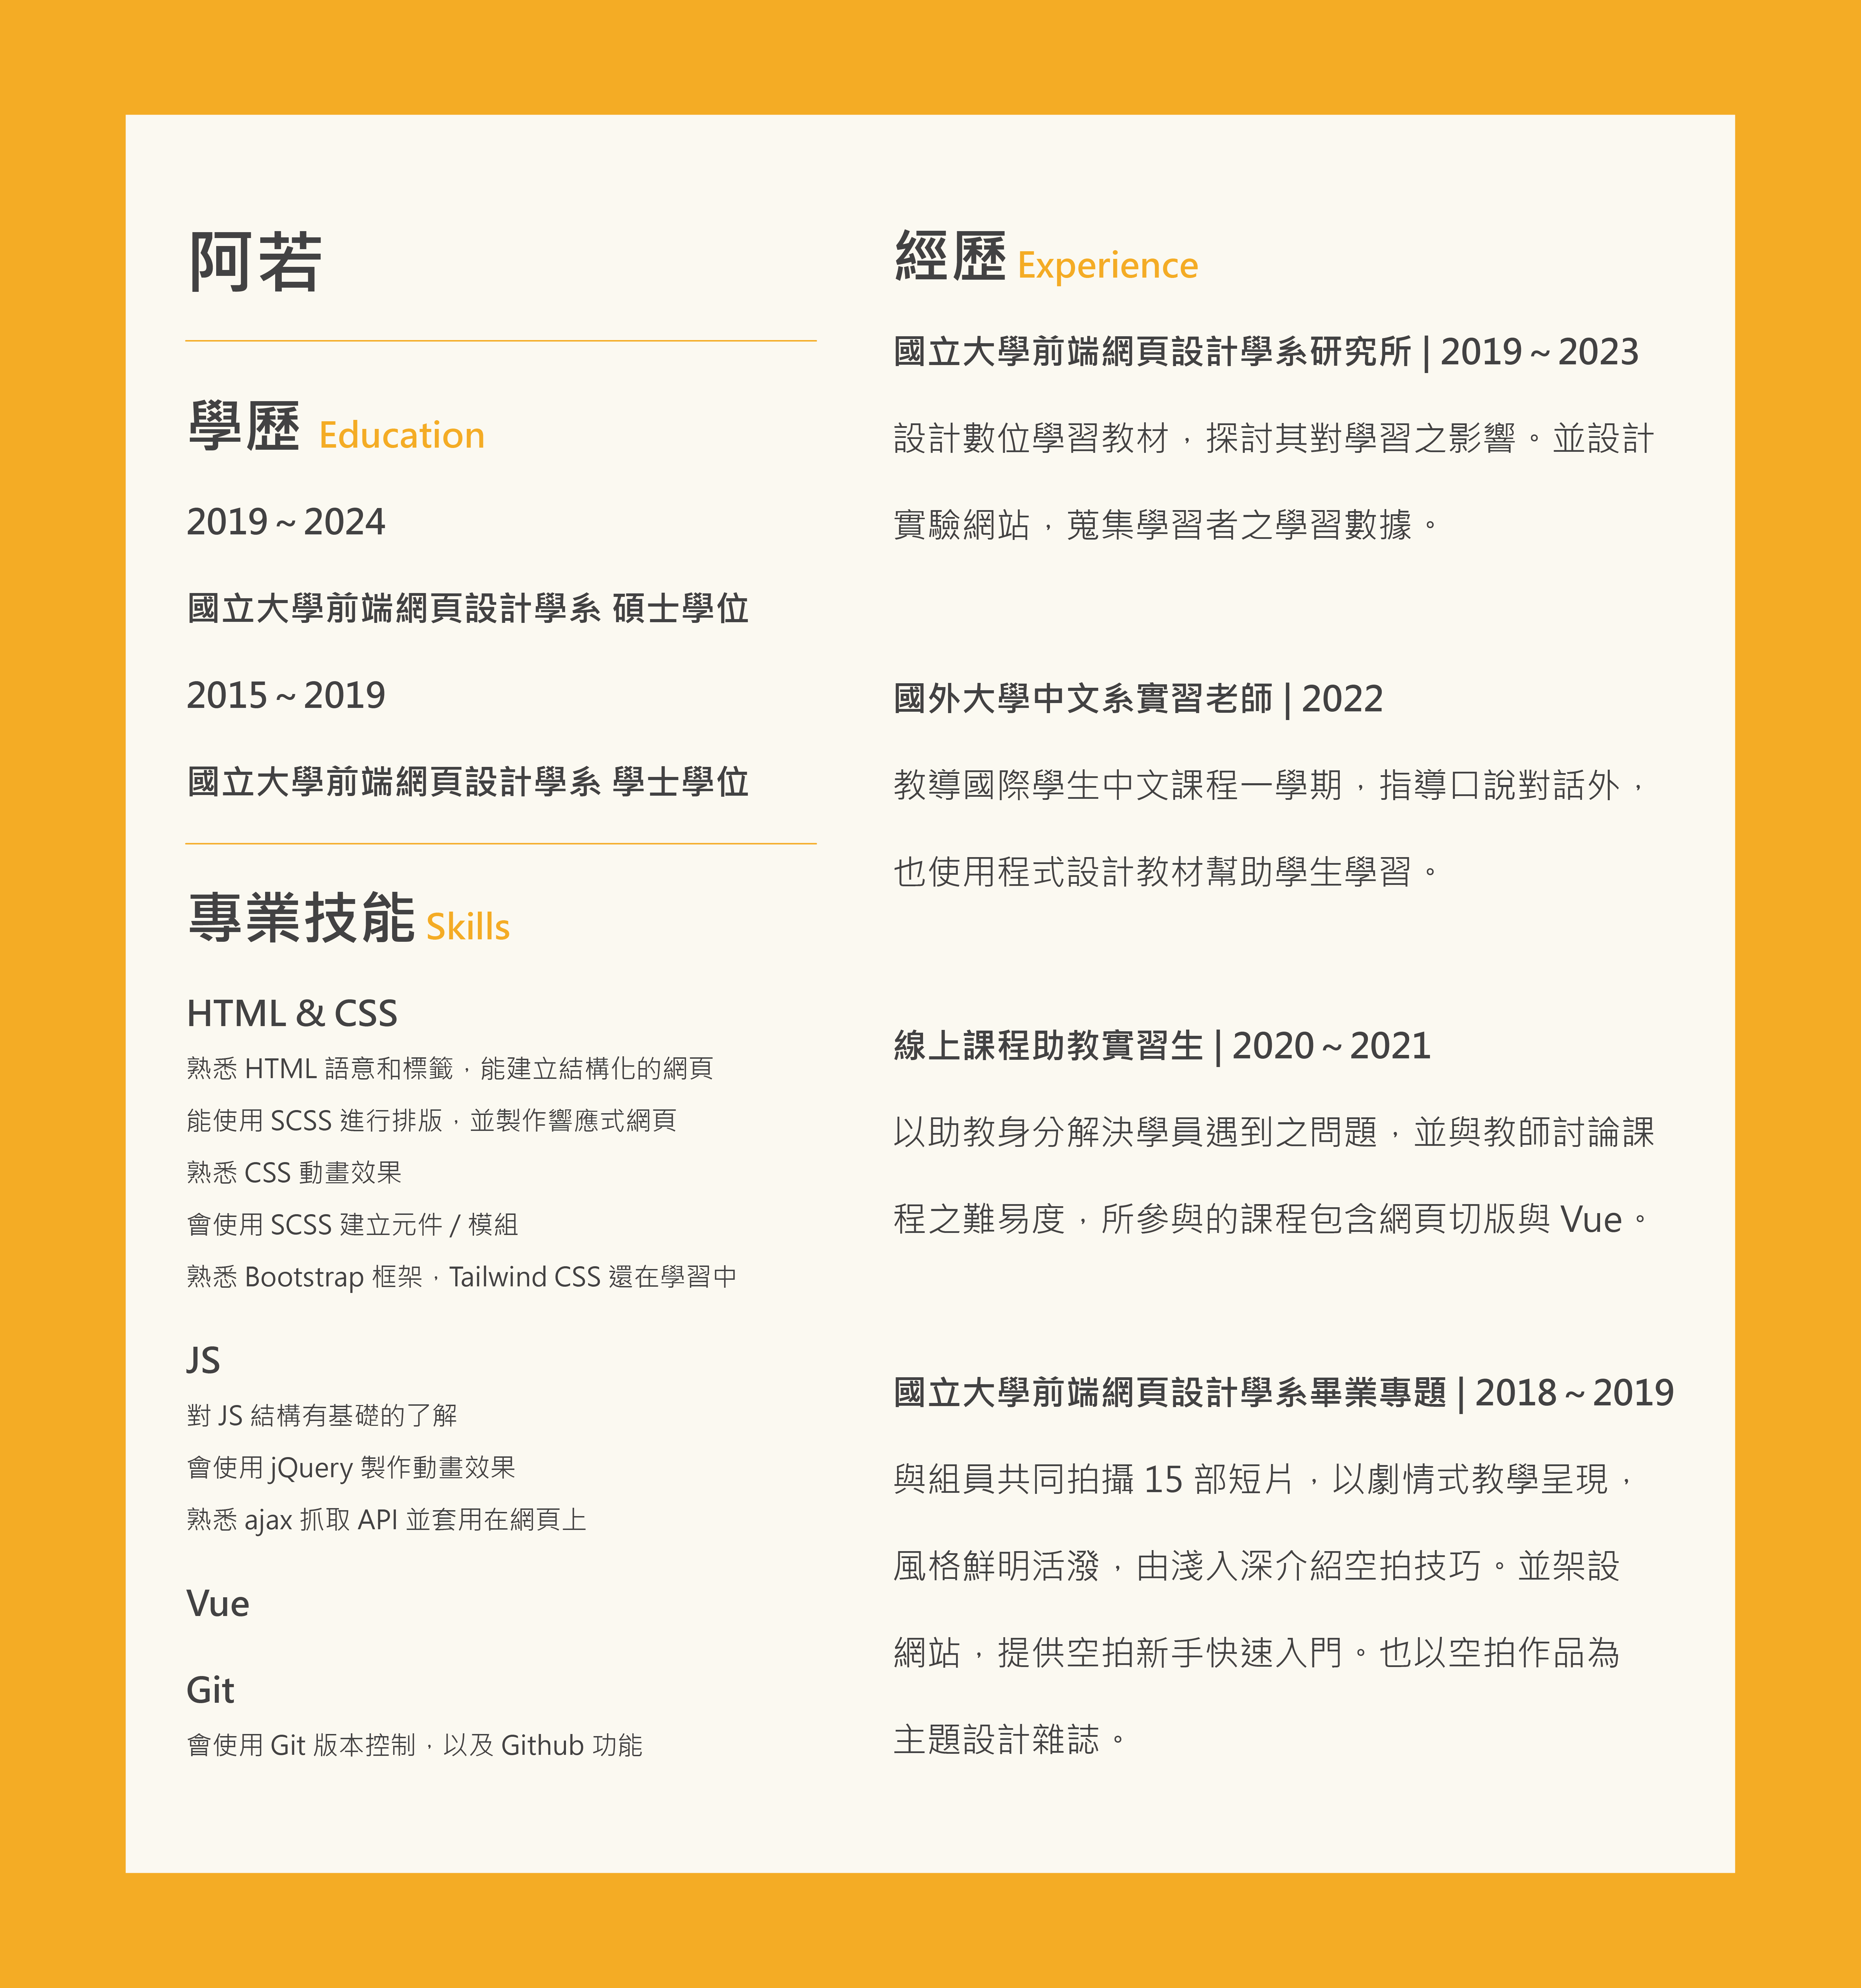 阿若
學歷 Education
2019 ~ 2024
國立大學前端網頁設計學系 碩士學位
2015 ~ 2019
國立大學前端網頁設計學系 學士學位
專業技能 Skills
HTML & CSS
熟悉 HTML 語意和標籤，能建立結構化的網頁
能使用 SCSS 進行排版，並製作響應式網頁
熟悉 CSS 動畫效果
會使用 SCSS 建立元件 / 模組
熟悉 Bootstrap 框架，Tailwind CSS 還在學習中
JS
對 JS 結構有基礎的了解
會使用 jQuery 製作動畫效果
熟悉 ajax 抓取 API 並套用在網頁上
Vue
Git
會使用 Git 版本控制，以及 Github 功能
經歷 Experience
國立大學前端網頁設計學系研究所 | 2019 ~ 2023
設計數位學習教材，探討其對學習之影響。並設計
實驗網站，蒐集學習者之學習數據。
國外大學中文系實習老師 | 2022
教導國際學生中文課程一學期，指導口說對話外，
也使用程式設計教材幫助學生學習。
線上課程助教實習生 | 2020 ~ 2021
以助教身分解決學員遇到之問題，並與教師討論課
程之難易度，所參與的課程包含網頁切版與 Vue。
國立大學前端網頁設計學系畢業專題 | 2018 ~ 2019
與組員共同拍攝 15 部短片，以劇情式教學呈現，
風格鮮明活潑，由淺入深介紹空拍技巧。並架設
網站，提供空拍新手快速入門。也以空拍作品為
主題設計雜誌。